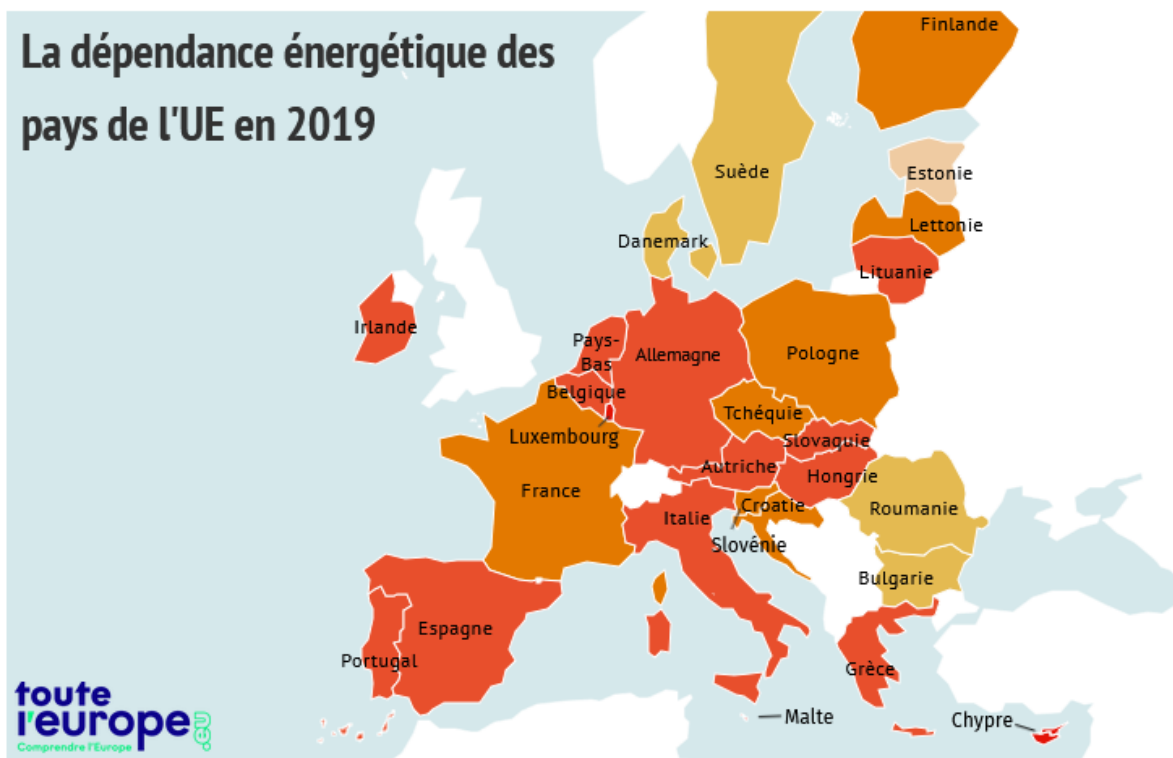 La dépendance énergétique des
pays de l'UE en 2019
Finlande
Suède
Estonie
Lettonie
Danemark
Lituanie
Irlande
Pays-
Bas
Allemagne
Pologne
Belgique
Tchéquie
Luxembourg
Slovaquie
Autriche
Hongrie
France
Croatie
Roumanie
Italie
Slovénie
Bulgarie
Espagne
Portugal
Grèce
Malte
Chypre
toute
l'europe.eu
Comprendre l'Europe